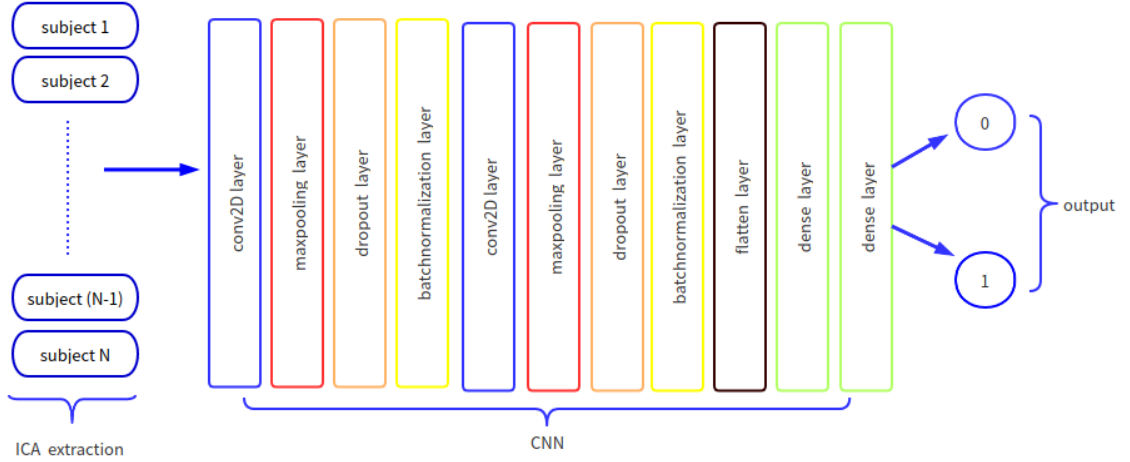 subject 1
subject 2
subject (N-1)
subject N
ICA extraction
conv2D layer
maxpooling layer
dropout layer
batchnormalization layer
conv2D layer
maxpooling layer
dropout layer
batchnormalization layer
flatten layer
dense layer
dense layer
CNN
0
1
output